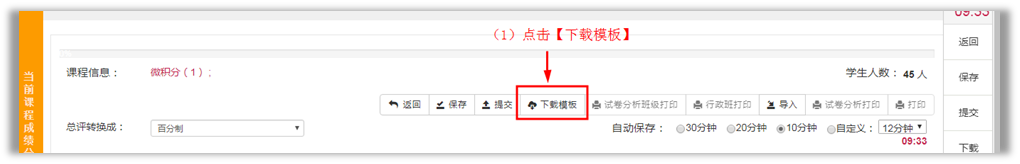 09:33
（1）点击【下载模板】
返回
课程信息： 微积分（1）； 学生人数： 45 人
保存
返回 保存 提交 下载模板 试卷分析班级打印 行政班打印 导入 试卷分析打印 打印
提交
总评转换成： 百分制 自动保存： 30分钟 20分钟 10分钟 自定义： 12分钟
09:33
下载
当前课程成绩分